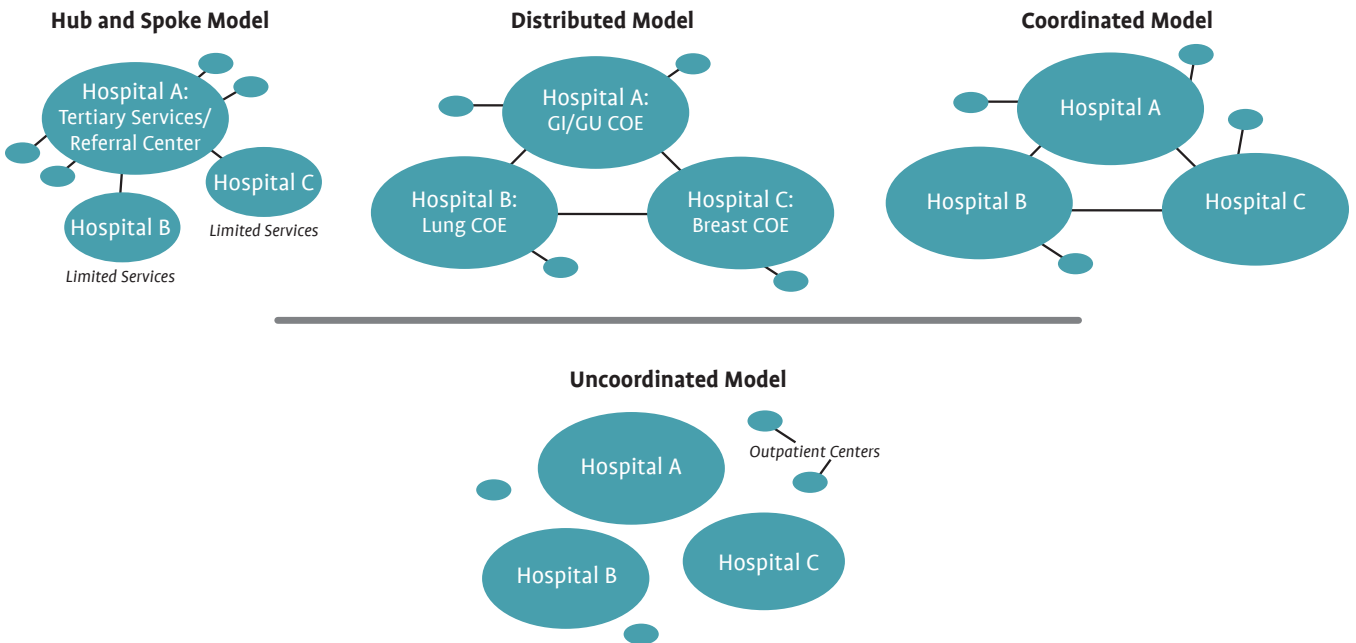 Hub and Spoke Model
Hospital A:
Tertiary Services/
Referral Center
Hospital C
Limited Services
Hospital B
Limited Services
Distributed Model
Hospital A:
GI/GU COE
Hospital B:
Lung COE
Hospital C:
Breast COE
Coordinated Model
Hospital A
Hospital B
Hospital C
Uncoordinated Model
Hospital A
Outpatient Centers
Hospital B
Hospital C